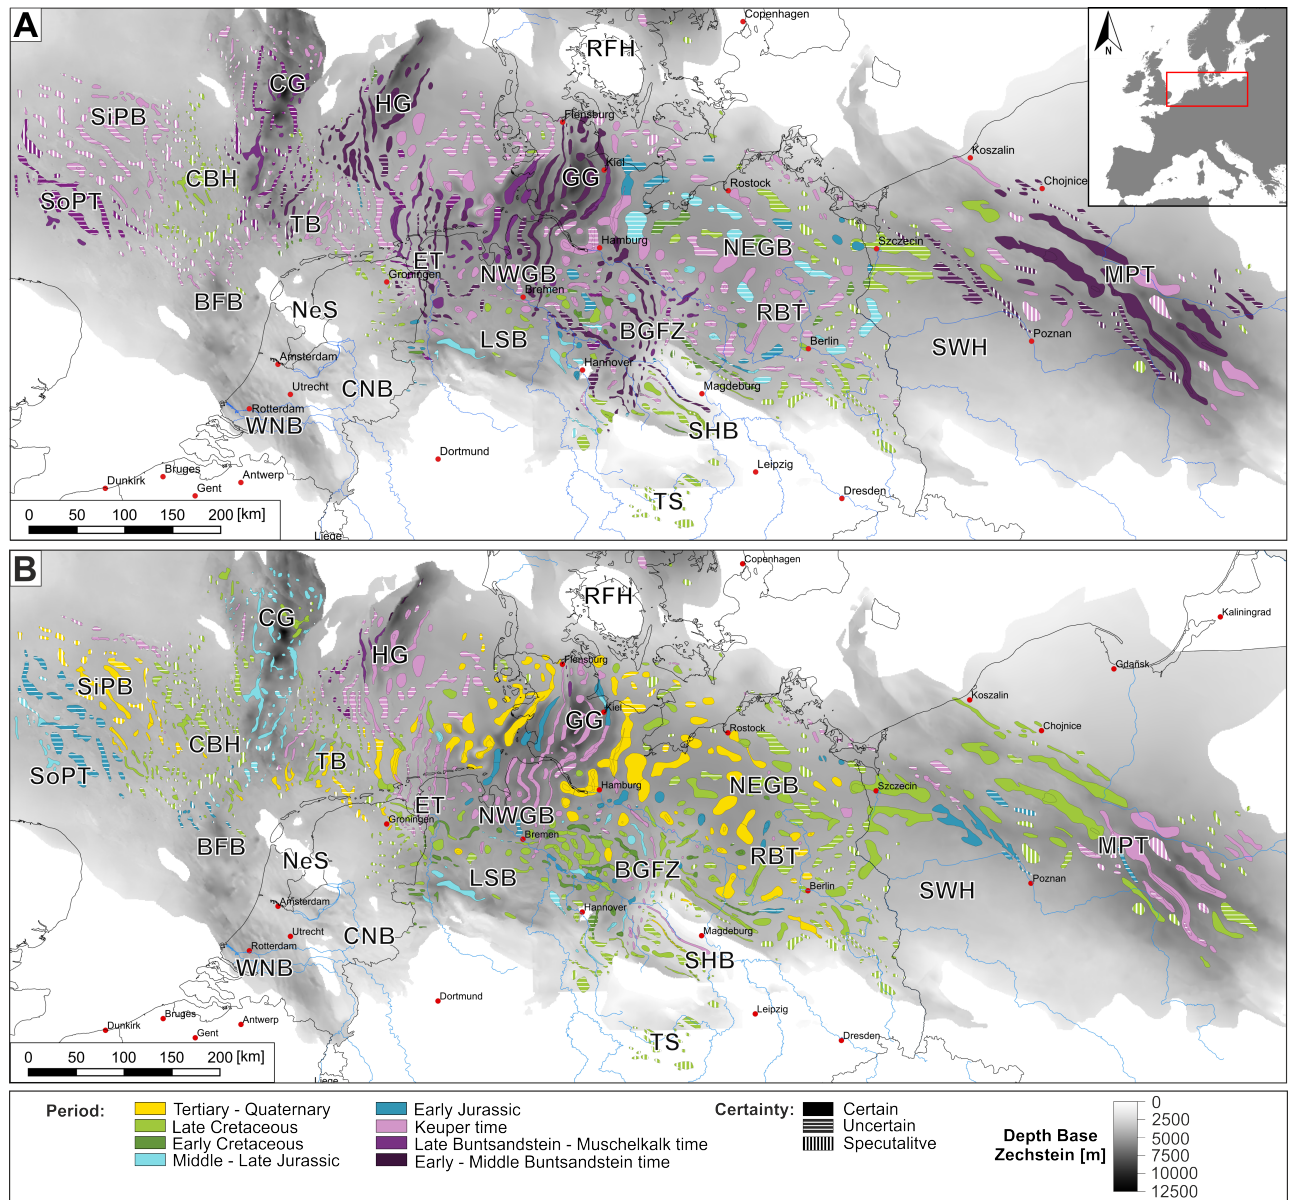 A
Copenhagen
RFH
N
CG
HG
SiPB
Flensburg
Koszalin
Kiel
CBH
GG
Rostock
Chojnice
SoPT
TB
Hamburg
NEGB
Szczecin
ET
Groningen
NWGB
MPT
Bremen
BFB
NeS
RBT
LSB
BGFZ
Poznan
Berlin
SWH
Amsterdam
Hannover
Utrecht
CNB
Magdeburg
Rotterdam
WNB
SHB
Dortmund
Bruges
Leipzig
Dunkirk
Antwerp
Gent
Dresden
TS
0 50 100 150 200 [km]
Liege
B
Copenhagen
RFH
Kaliningrad
CG
HG
Flensburg
Gdańsk
SiPB
Koszalin
Kiel
GG
Chojnice
Rostock
CBH
TB
SoPT
Hamburg
NEGB
Szczecin
ET
NWGB
Groningen
Bremen
MPT
BFB
NeS
RBT
LSB
BGFZ
Poznan
Berlin
SWH
Amsterdam
Hannover
Utrecht
CNB
Magdeburg
Rotterdam
WNB
SHB
Dortmund
Bruges
Leipzig
Dunkirk
Antwerp
Gent
Dresden
TS
0 50 100 150 200 [km]
Liege
Period:
Tertiary - Quaternary
Late Cretaceous
Early Cretaceous
Middle - Late Jurassic
Early Jurassic
Keuper time
Late Buntsandstein - Muschelkalk time
Early - Middle Buntsandstein time
Certainty:
Certain
Uncertain
Specutalitve
Depth Base
Zechstein [m]
0
2500
5000
7500
10000
12500